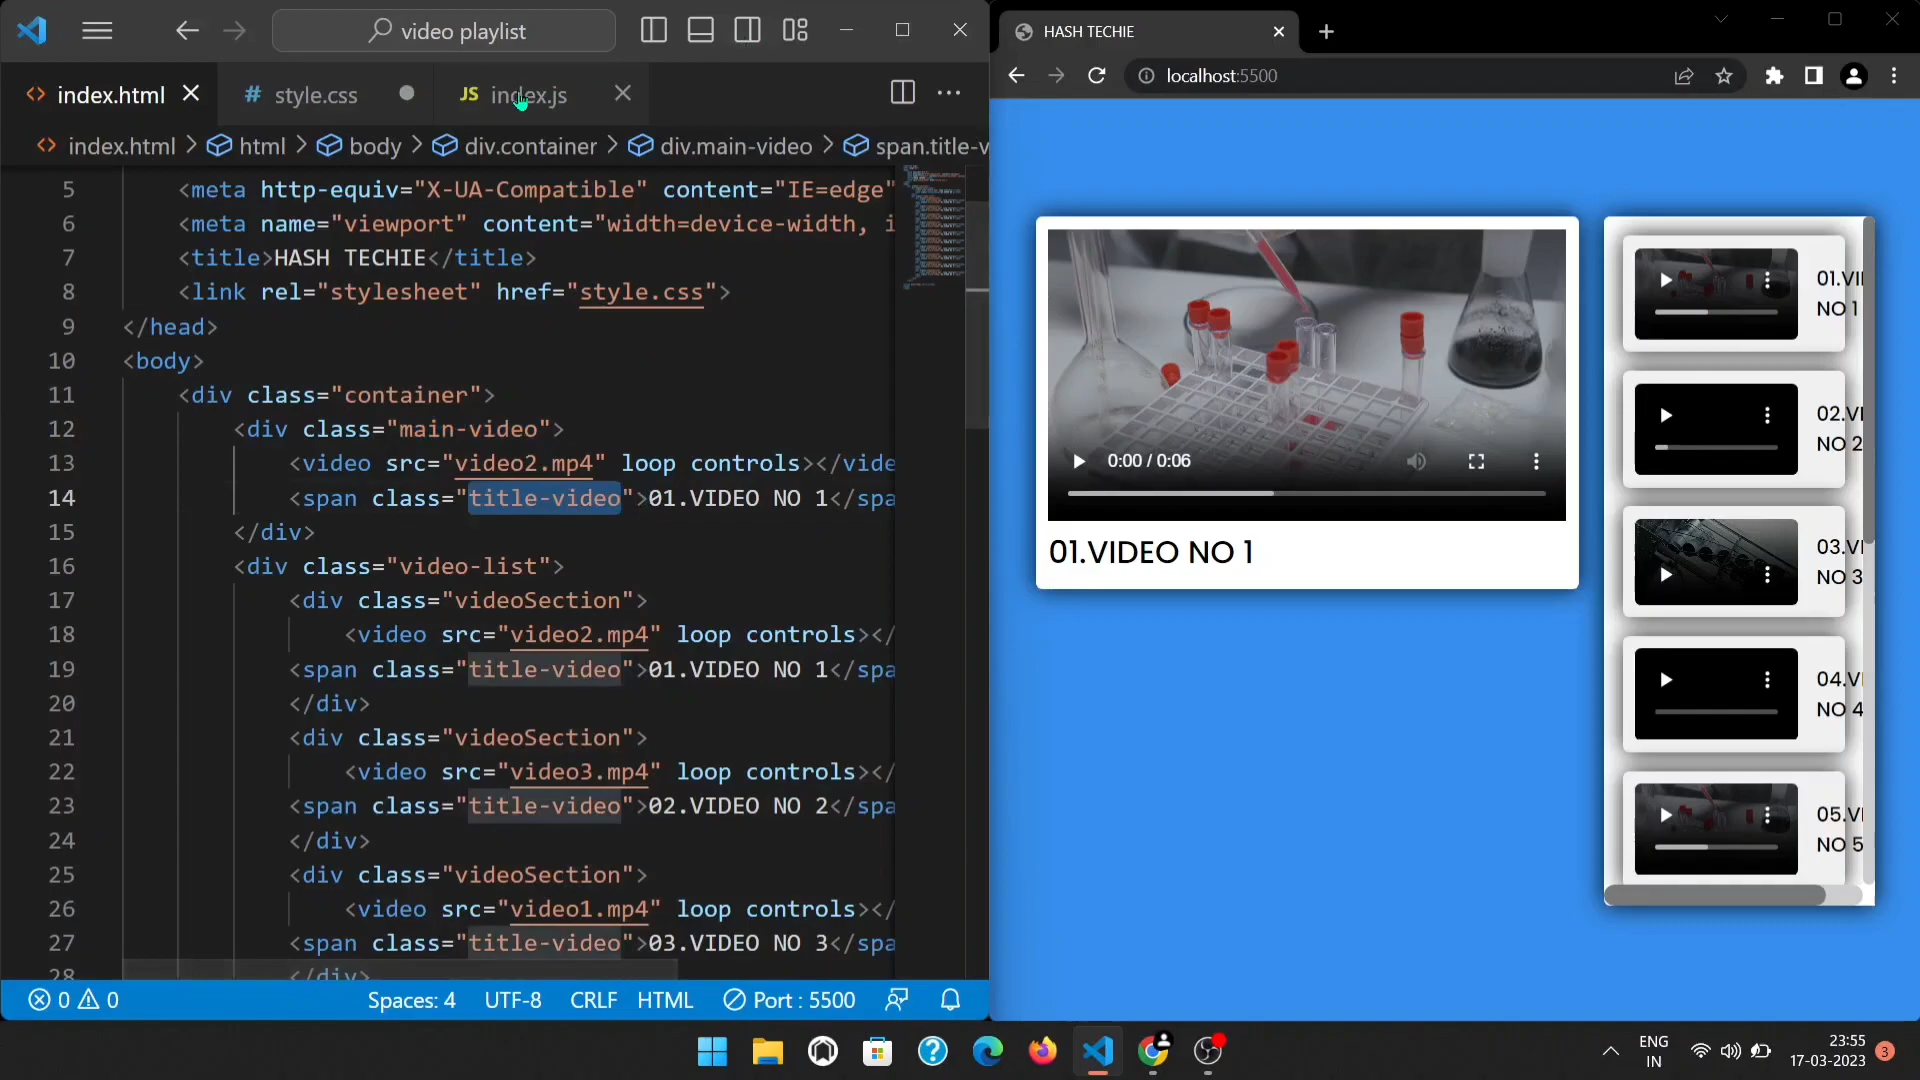 video playlist
index.html
# style.css
JS index.js
index.html > html > body > div.container > div.main-video > span.title-v
5 <meta http-equiv="X-UA-Compatible" content="IE=edge"
6 <meta name="viewport" content="width=device-width, i
7 <title>HASH TECHIE</title>
8 <link rel="stylesheet" href="style.css">
9 </head>
10 <body>
11 <div class="container">
12 <div class="main-video">
13 <video src="video2.mp4" loop controls></vide
14 <span class="title-video">01.VIDEO NO 1</spa
15 </div>
16 <div class="video-list">
17 <div class="videoSection">
18 <video src="video2.mp4" loop controls></
19 <span class="title-video">01.VIDEO NO 1</spa
20 </div>
21 <div class="videoSection">
22 <video src="video3.mp4" loop controls></
23 <span class="title-video">02.VIDEO NO 2</spa
24 </div>
25 <div class="videoSection">
26 <video src="video1.mp4" loop controls></
27 <span class="title-video">03.VIDEO NO 3</spa
28 </div>
0 0 Spaces: 4 UTF-8 CRLF HTML Port : 5500
HASH TECHIE
localhost:5500
0:00 / 0:06
01.VIDEO NO 1
01.VI
NO 1
02.VI
NO 2
03.VI
NO 3
04.VI
NO 4
05.VI
NO 5
ENG
IN
23:55
17-03-2023
3